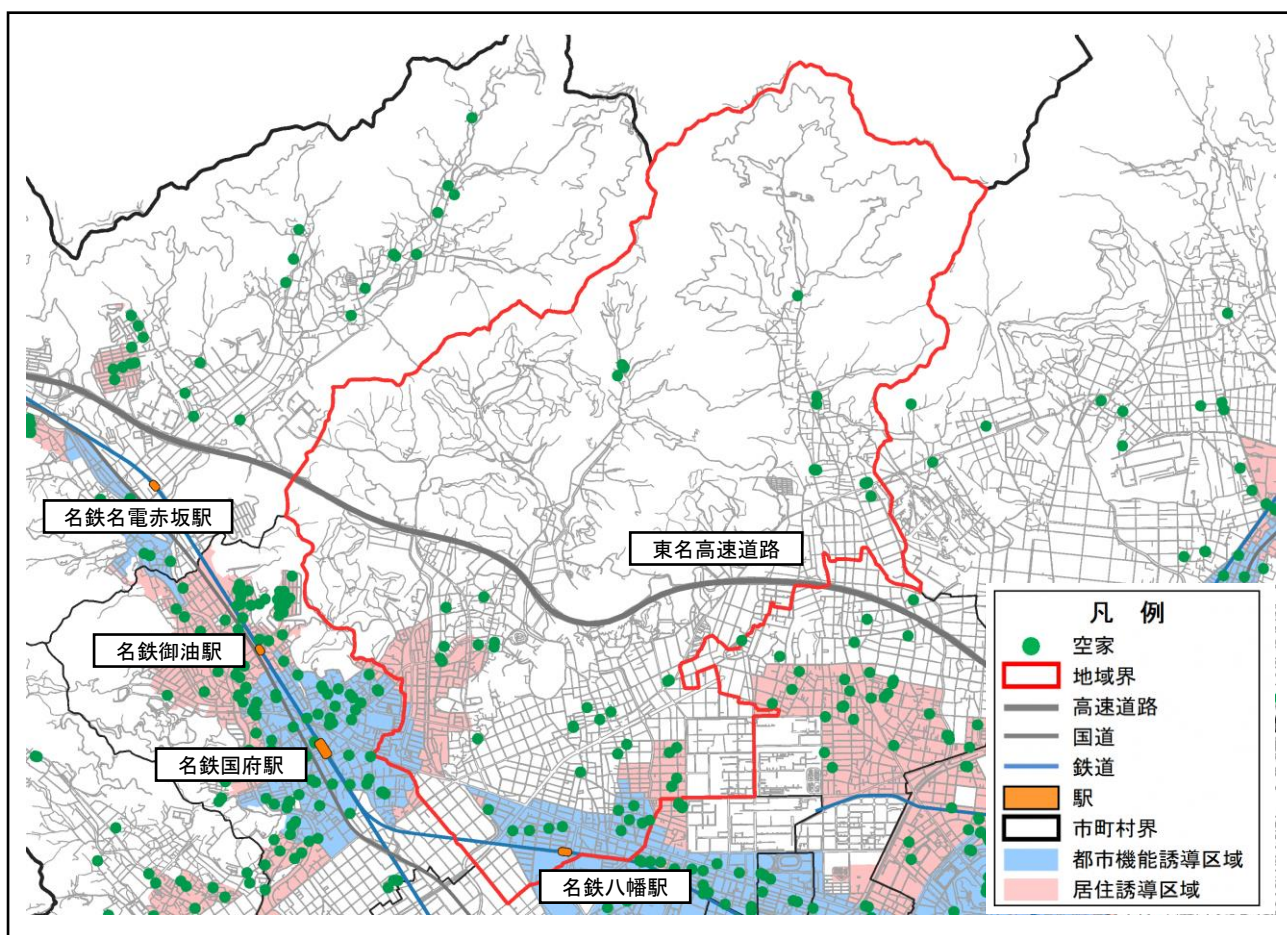 名鉄名電赤坂駅
東名高速道路
名鉄御油駅
名鉄国府駅
名鉄八幡駅
凡 例
空家
地域界
高速道路
国道
鉄道
駅
市町村界
都市機能誘導区域
居住誘導区域